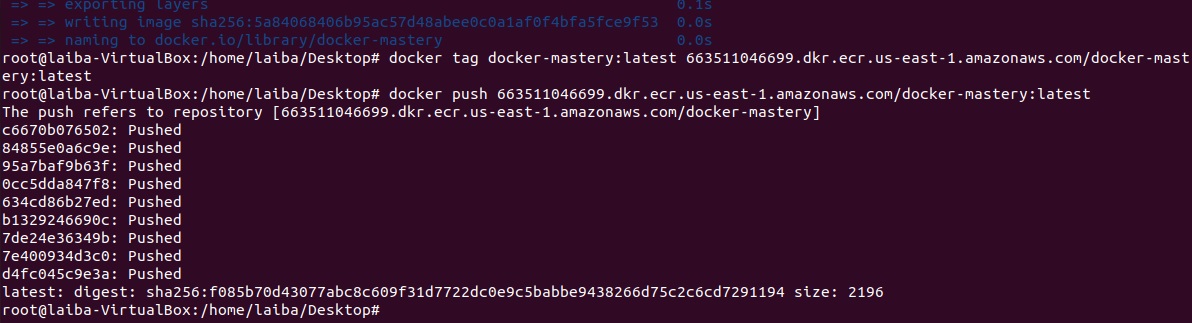 => => exporting layers 0.1s
=> => writing image sha256:5a84068406b95ac57d48abee0c0a1af0f4bfa5fce9f53 0.0s
=> => naming to docker.io/library/docker-mastery 0.0s
root@laiba-VirtualBox:/home/laiba/Desktop# docker tag docker-mastery:latest 663511046699.dkr.ecr.us-east-1.amazonaws.com/docker-mast
ery:latest
root@laiba-VirtualBox:/home/laiba/Desktop# docker push 663511046699.dkr.ecr.us-east-1.amazonaws.com/docker-mastery:latest
The push refers to repository [663511046699.dkr.ecr.us-east-1.amazonaws.com/docker-mastery]
c6670b076502: Pushed
84855e0a6c9e: Pushed
95a7baf9b63f: Pushed
0cc5dda847f8: Pushed
634cd86b27ed: Pushed
b1329246690c: Pushed
7de24e36349b: Pushed
7e400934d3c0: Pushed
d4fc045c9e3a: Pushed
latest: digest: sha256:f085b70d43077abc8c609f31d7722dc0e9c5babbe9438266d75c2c6cd7291194 size: 2196
root@laiba-VirtualBox:/home/laiba/Desktop#